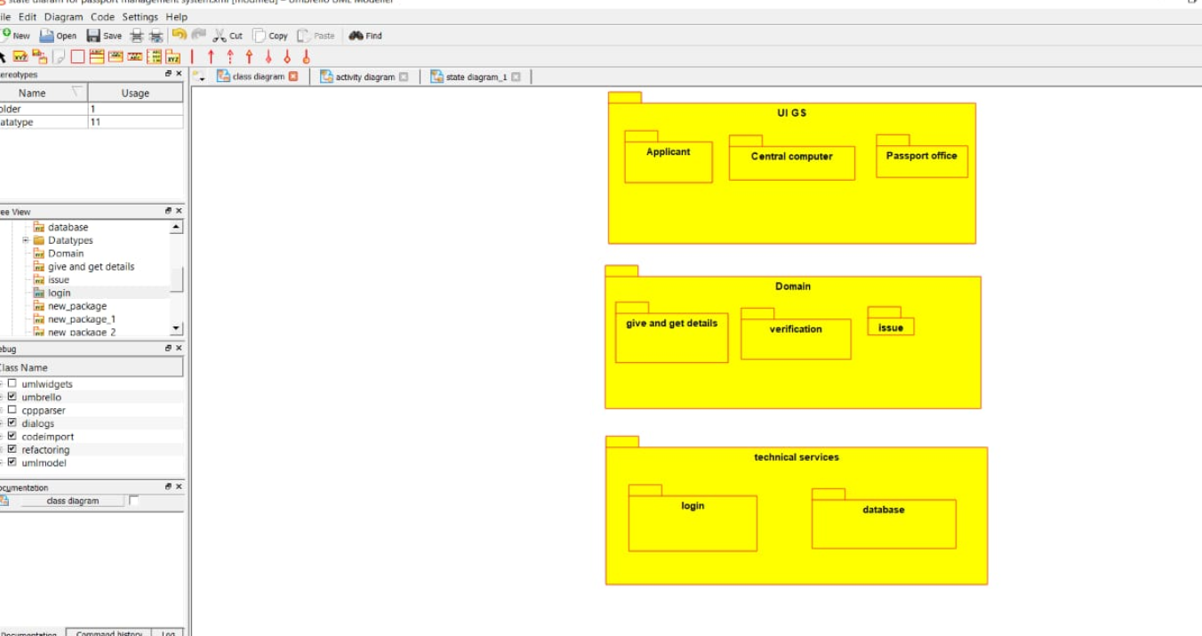 state diaram for passport management system.xmi [modified] – Umbrello UML Modeller
ile Edit Diagram Code Settings Help
New Open Save Cut Copy Paste Find
ereotypes
class diagram activity diagram state diagram_1
Name Usage
older 1
atatype 11
ree View
database
Datatypes
Domain
give and get details
issue
login
new_package
new_package_1
new_package_2
ebug
Class Name
umlwidgets
umbrello
cppparser
dialogs
codeimport
refactoring
umlmodel
ocumentation
class diagram
Documentation Command history Log
UI GS
Applicant Central computer Passport office
Domain
give and get details verification issue
technical services
login database